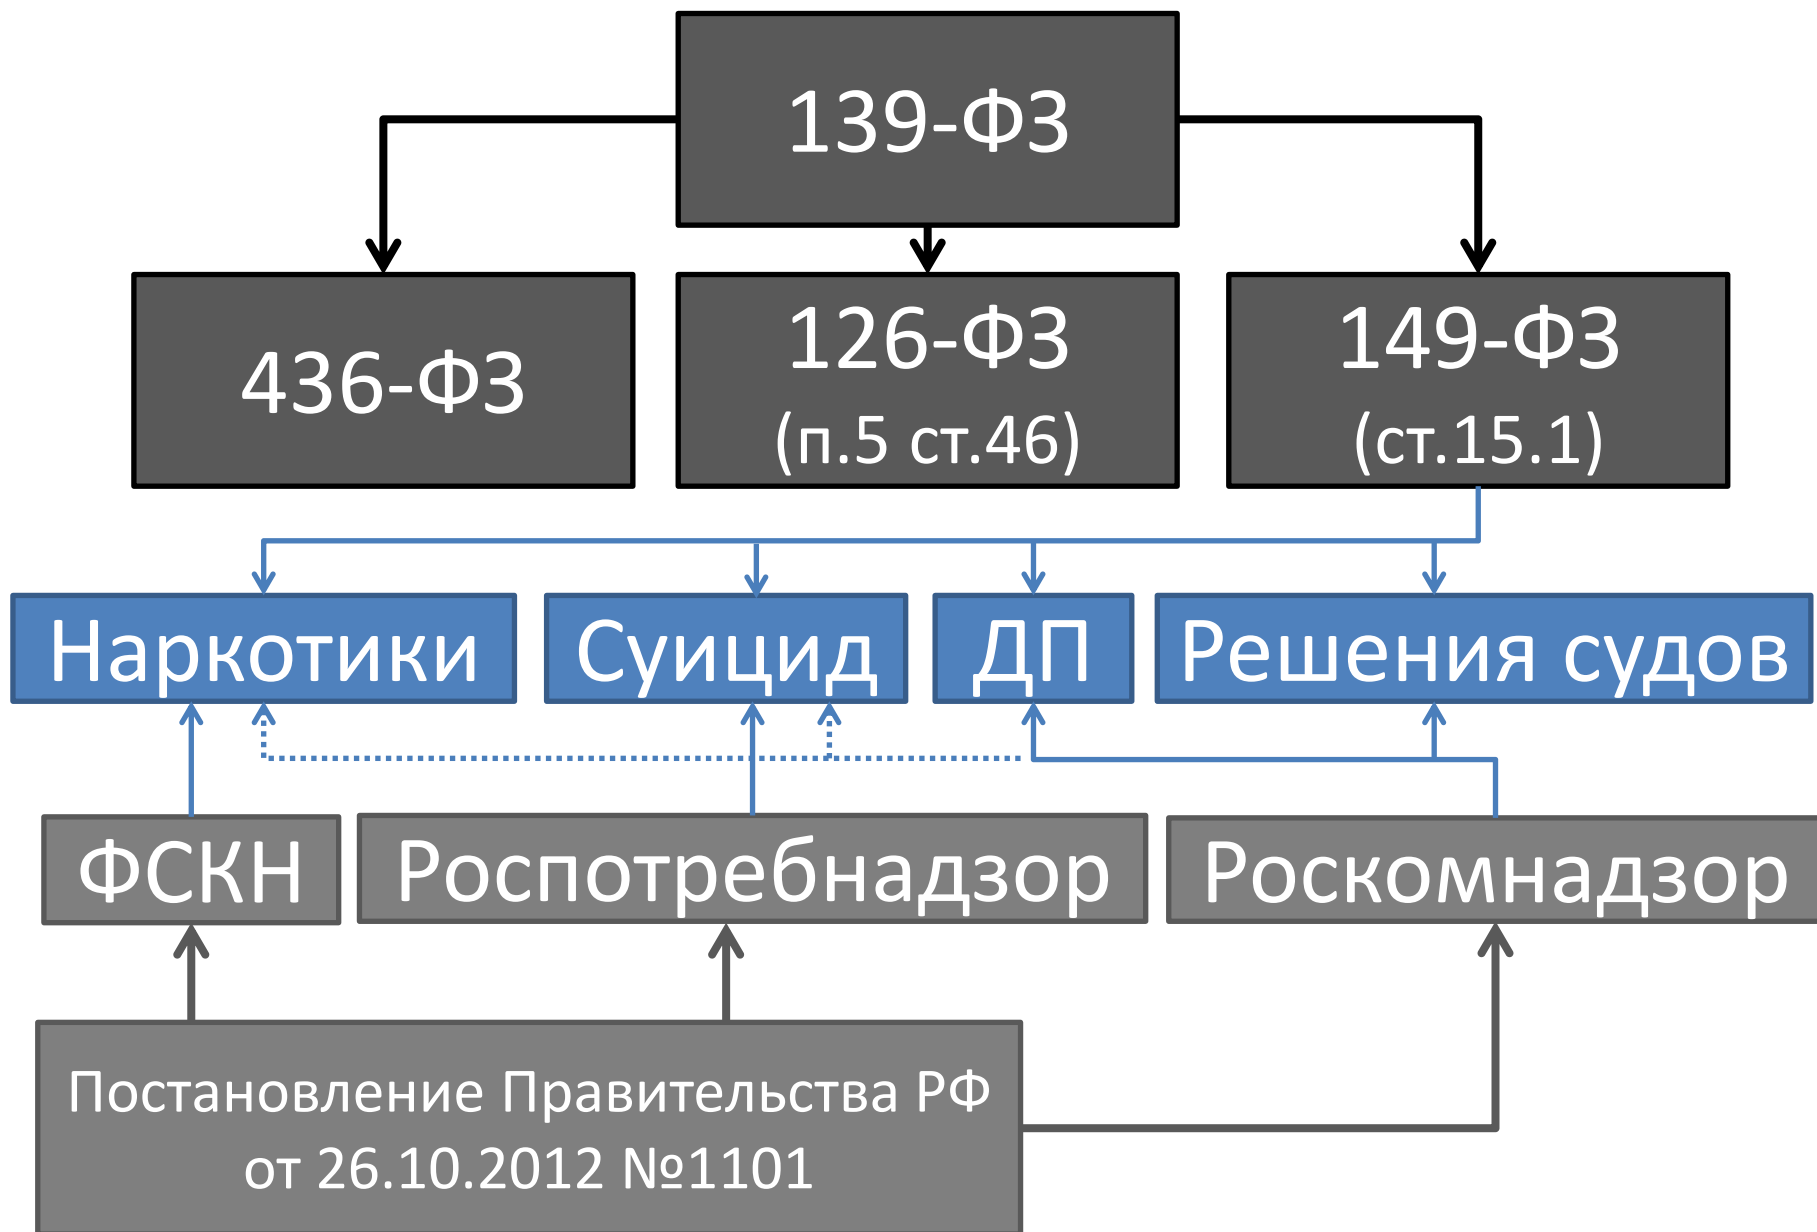 139-ФЗ
436-ФЗ
126-ФЗ
(п.5 ст.46)
149-ФЗ
(ст.15.1)
Наркотики
Суицид
ДП
Решения судов
ФСКН
Роспотребнадзор
Роскомнадзор
Постановление Правительства РФ
от 26.10.2012 №1101